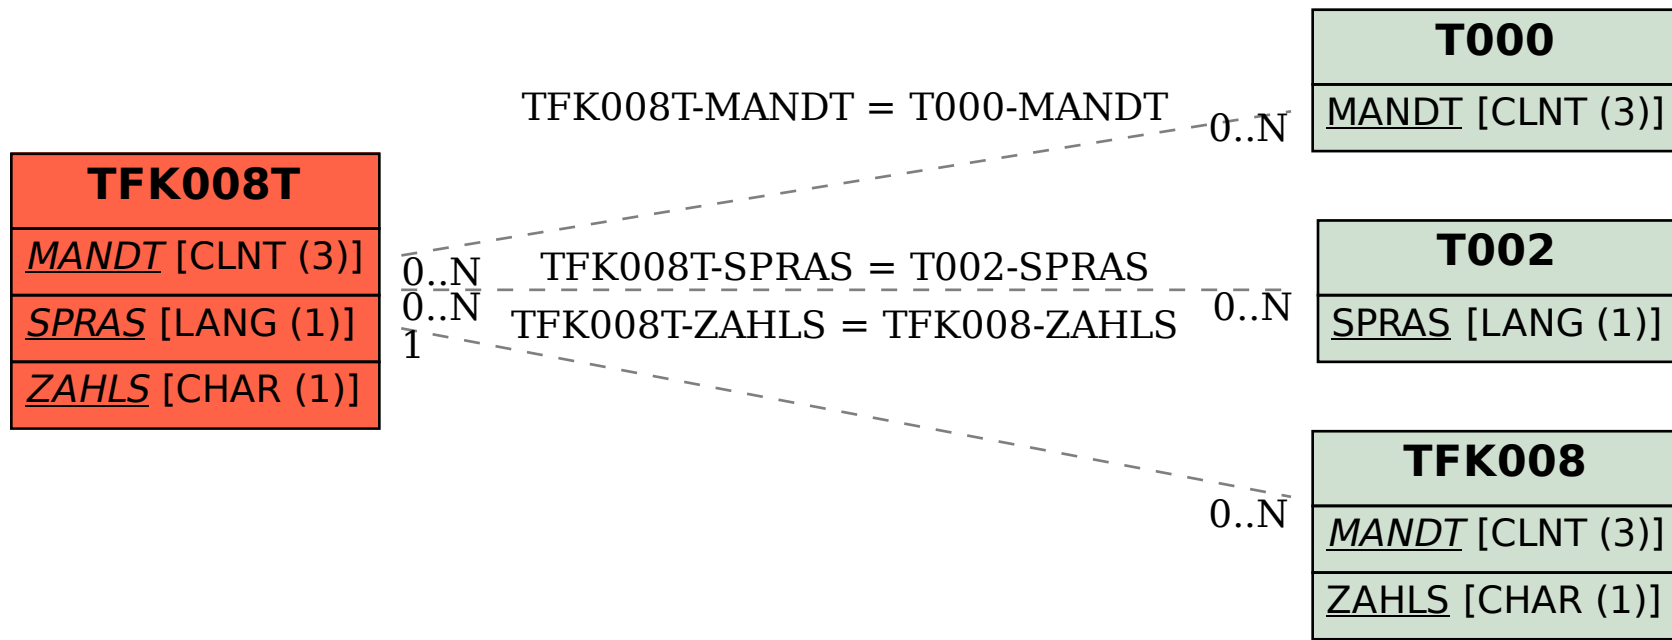 TFK008T
MANDT [CLNT (3)]
SPRAS [LANG (1)]
ZAHLS [CHAR (1)]
TFK008T-MANDT = T000-MANDT
0..N
0..N
TFK008T-SPRAS = T002-SPRAS
0..N
0..N
TFK008T-ZAHLS = TFK008-ZAHLS
1
0..N
T000
MANDT [CLNT (3)]
T002
SPRAS [LANG (1)]
TFK008
MANDT [CLNT (3)]
ZAHLS [CHAR (1)]